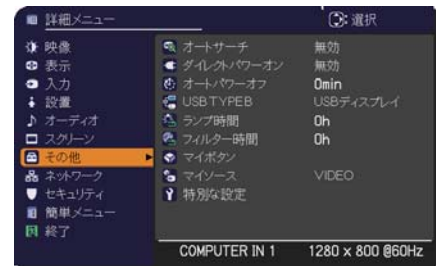 詳細メニュー 選択
映像 オートサーチ 無効
表示 ダイレクトパワーオン 無効
入力 オートパワーオフ 0min
設置 USB TYPE B USBディスプレイ
オーディオ ランプ時間 0h
スクリーン フィルター時間 0h
その他 マイボタン
ネットワーク マイソース VIDEO
セキュリティ 特別な設定
簡単メニュー
終了
COMPUTER IN 1 1280 x 800 @60Hz